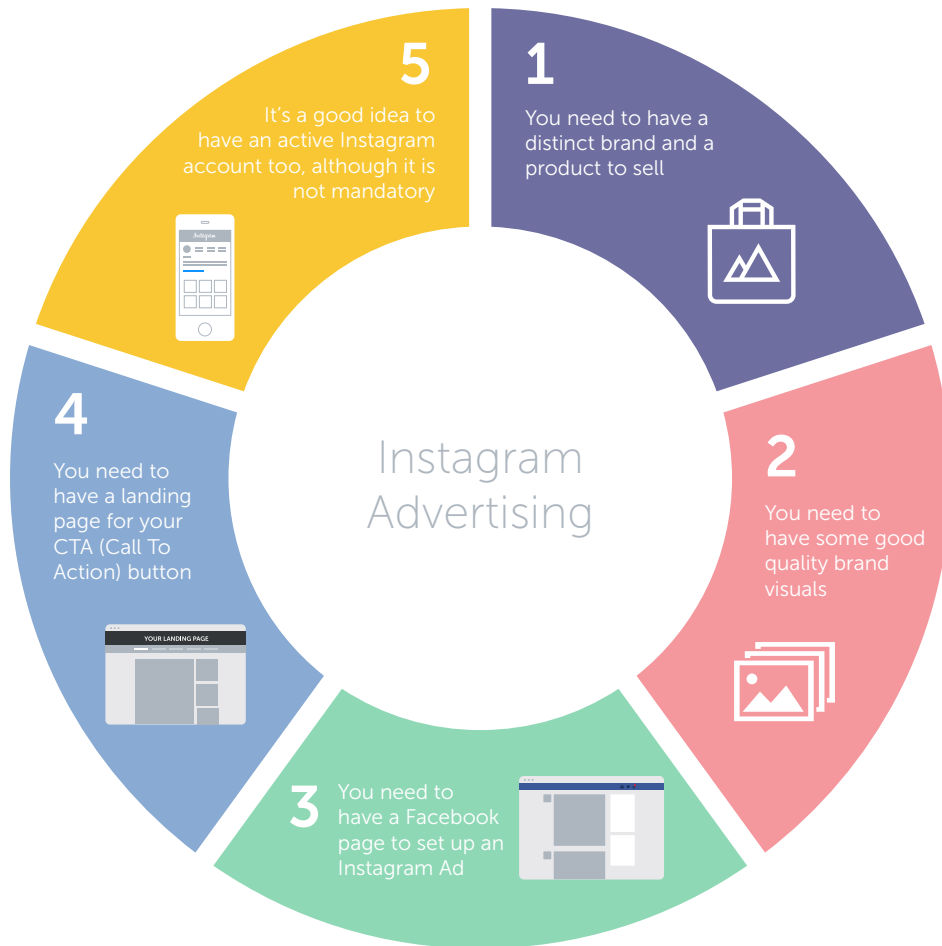 Instagram
Advertising
1
You need to have a
distinct brand and a
product to sell
2
You need to
have some good
quality brand
visuals
3
You need to
have a Facebook
page to set up an
Instagram Ad
4
You need to
have a landing
page for your
CTA (Call To
Action) button
YOUR LANDING PAGE
5
It’s a good idea to
have an active Instagram
account too, although it is
not mandatory
Instagram